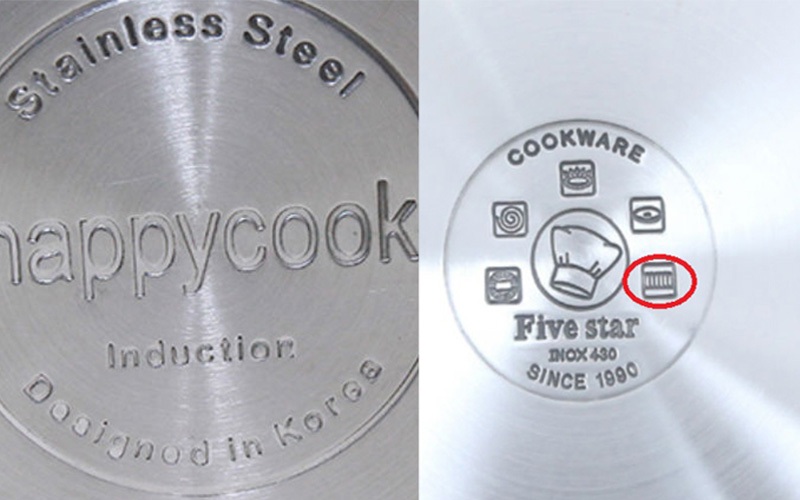 Stainless Steel
happycook
Induction
Designed in Korea
COOKWARE
Five star
INOX 430
SINCE 1990